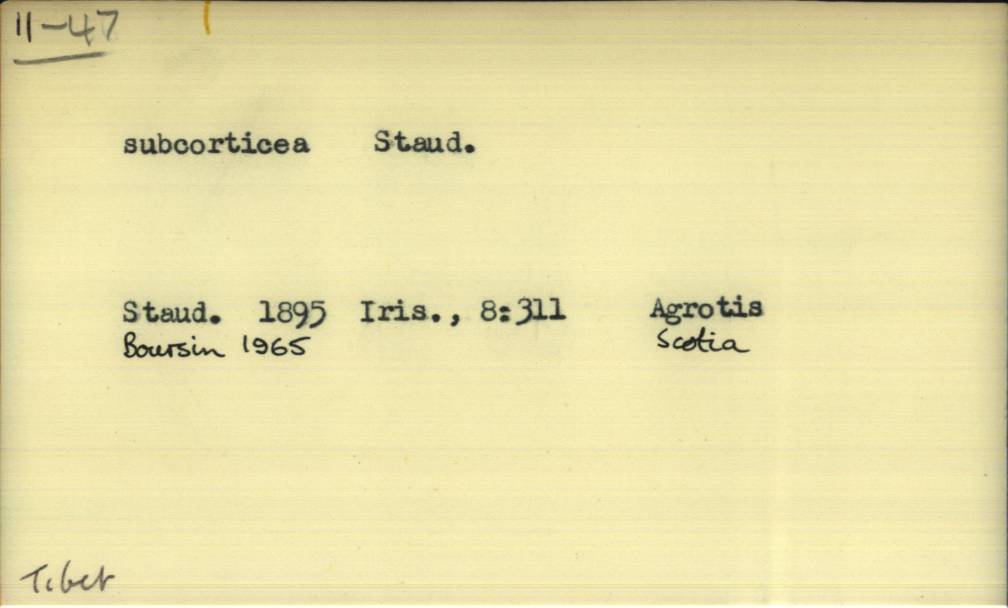 11-47
subcorticea Staud.
Staud. 1895 Iris., 8:311 Agrotis
Boursin 1965 Scotia
Tibet